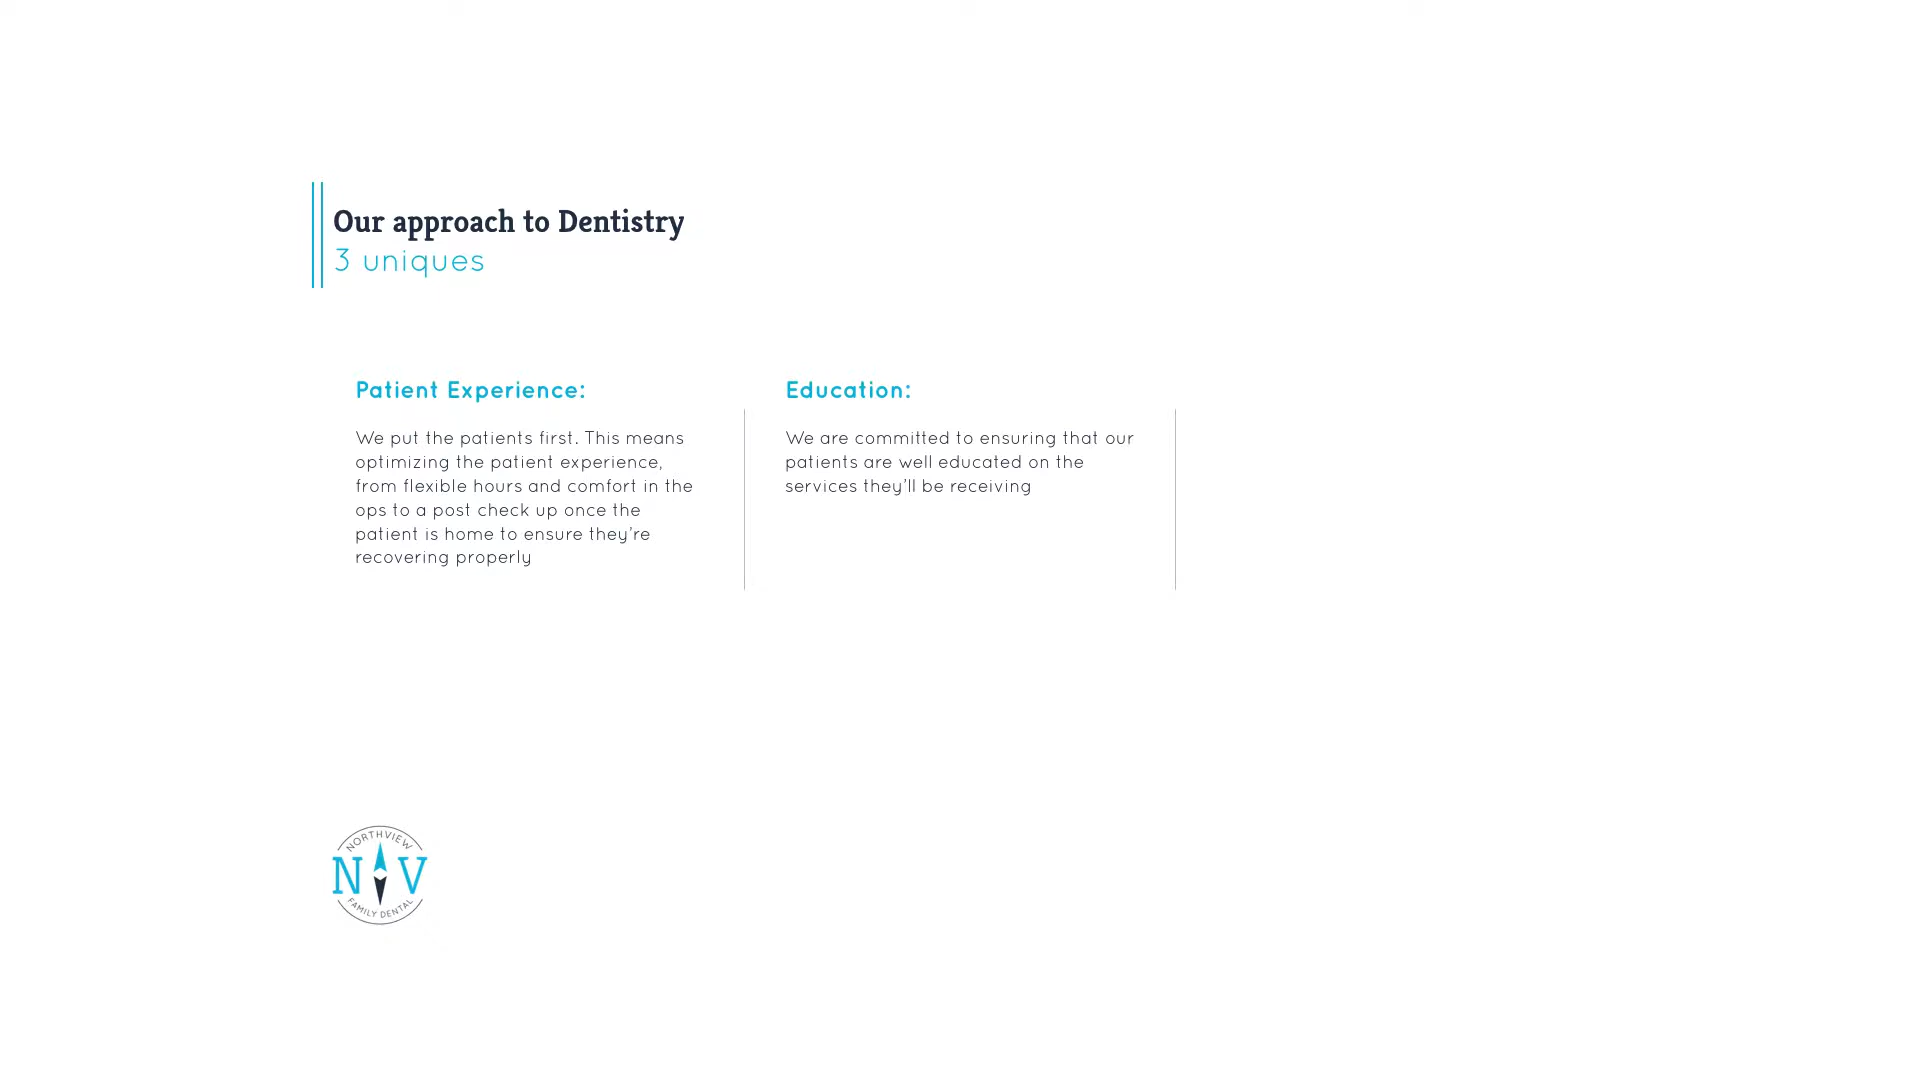 Our approach to Dentistry
3 uniques
Patient Experience:
We put the patients first. This means
optimizing the patient experience,
from flexible hours and comfort in the
ops to a post check up once the
patient is home to ensure they’re
recovering properly
Education:
We are committed to ensuring that our
patients are well educated on the
services they’ll be receiving
NORTHVIEW
N V
FAMILY DENTAL